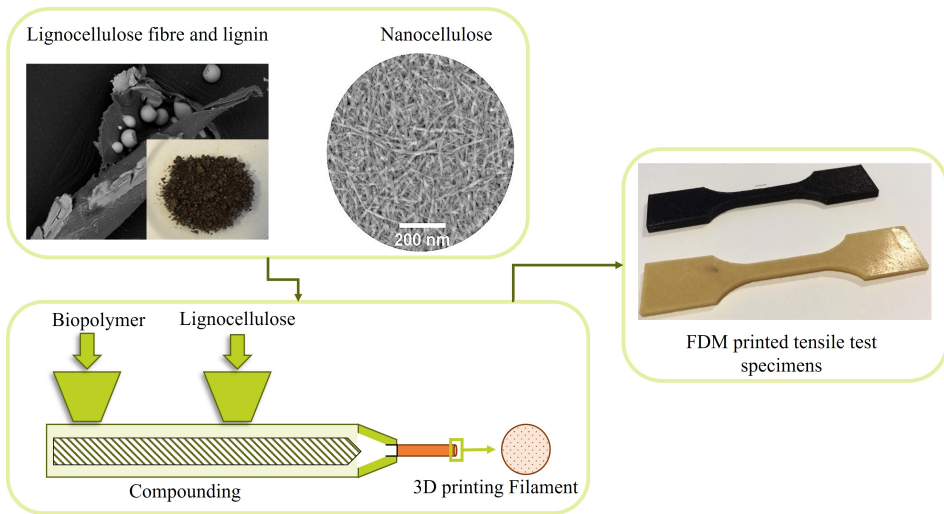 Lignocellulose fibre and lignin
Nanocellulose
200 nm
Biopolymer
Lignocellulose
Compounding
3D printing Filament
FDM printed tensile test
specimens